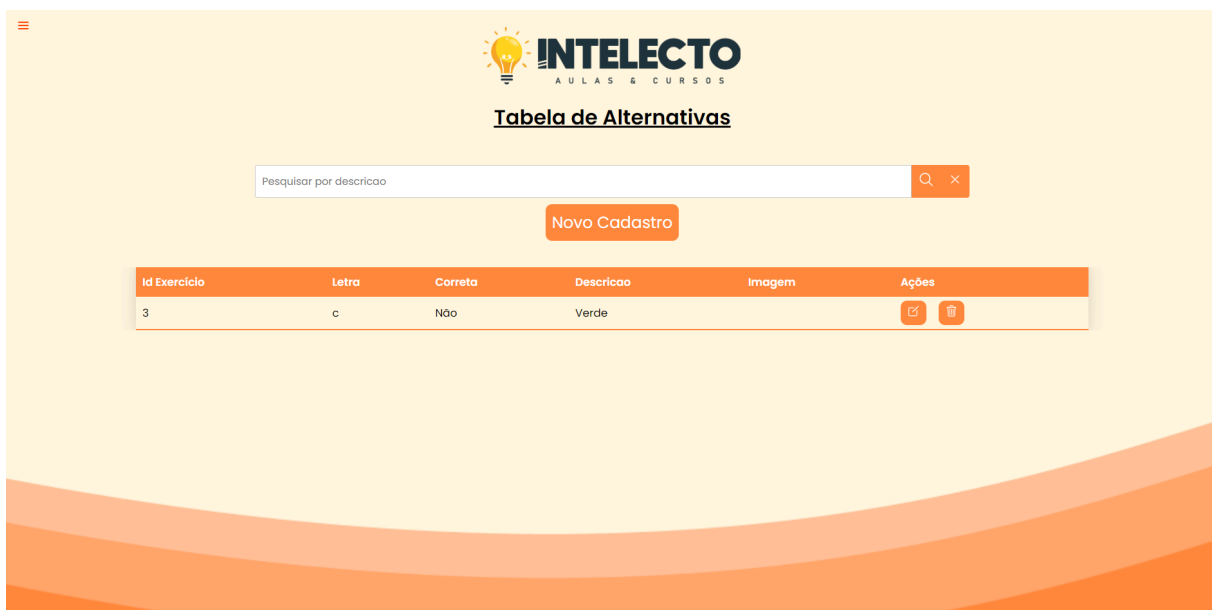 INTELECTO
AULAS & CURSOS
Tabela de Alternativas
Pesquisar por descricao
Novo Cadastro
Id Exercício Letra Correta Descricao Imagem Ações
3 c Não Verde